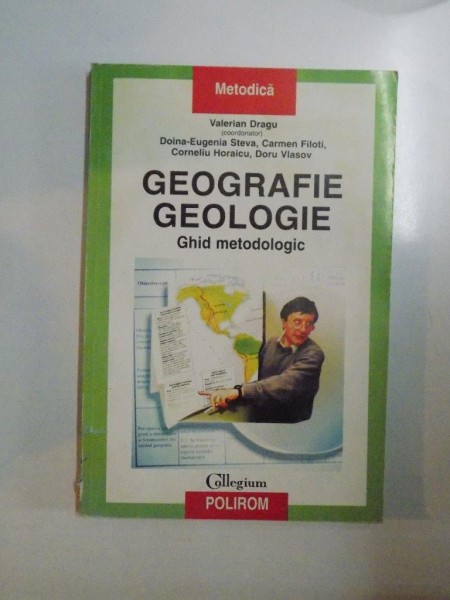 Metodică
Valerian Dragu
(coordonator)
Doina-Eugenia Steva, Carmen Filoti,
Corneliu Horaicu, Doru Vlasov
GEOGRAFIE
GEOLOGIE
Ghid metodologic
Collegium
POLIROM